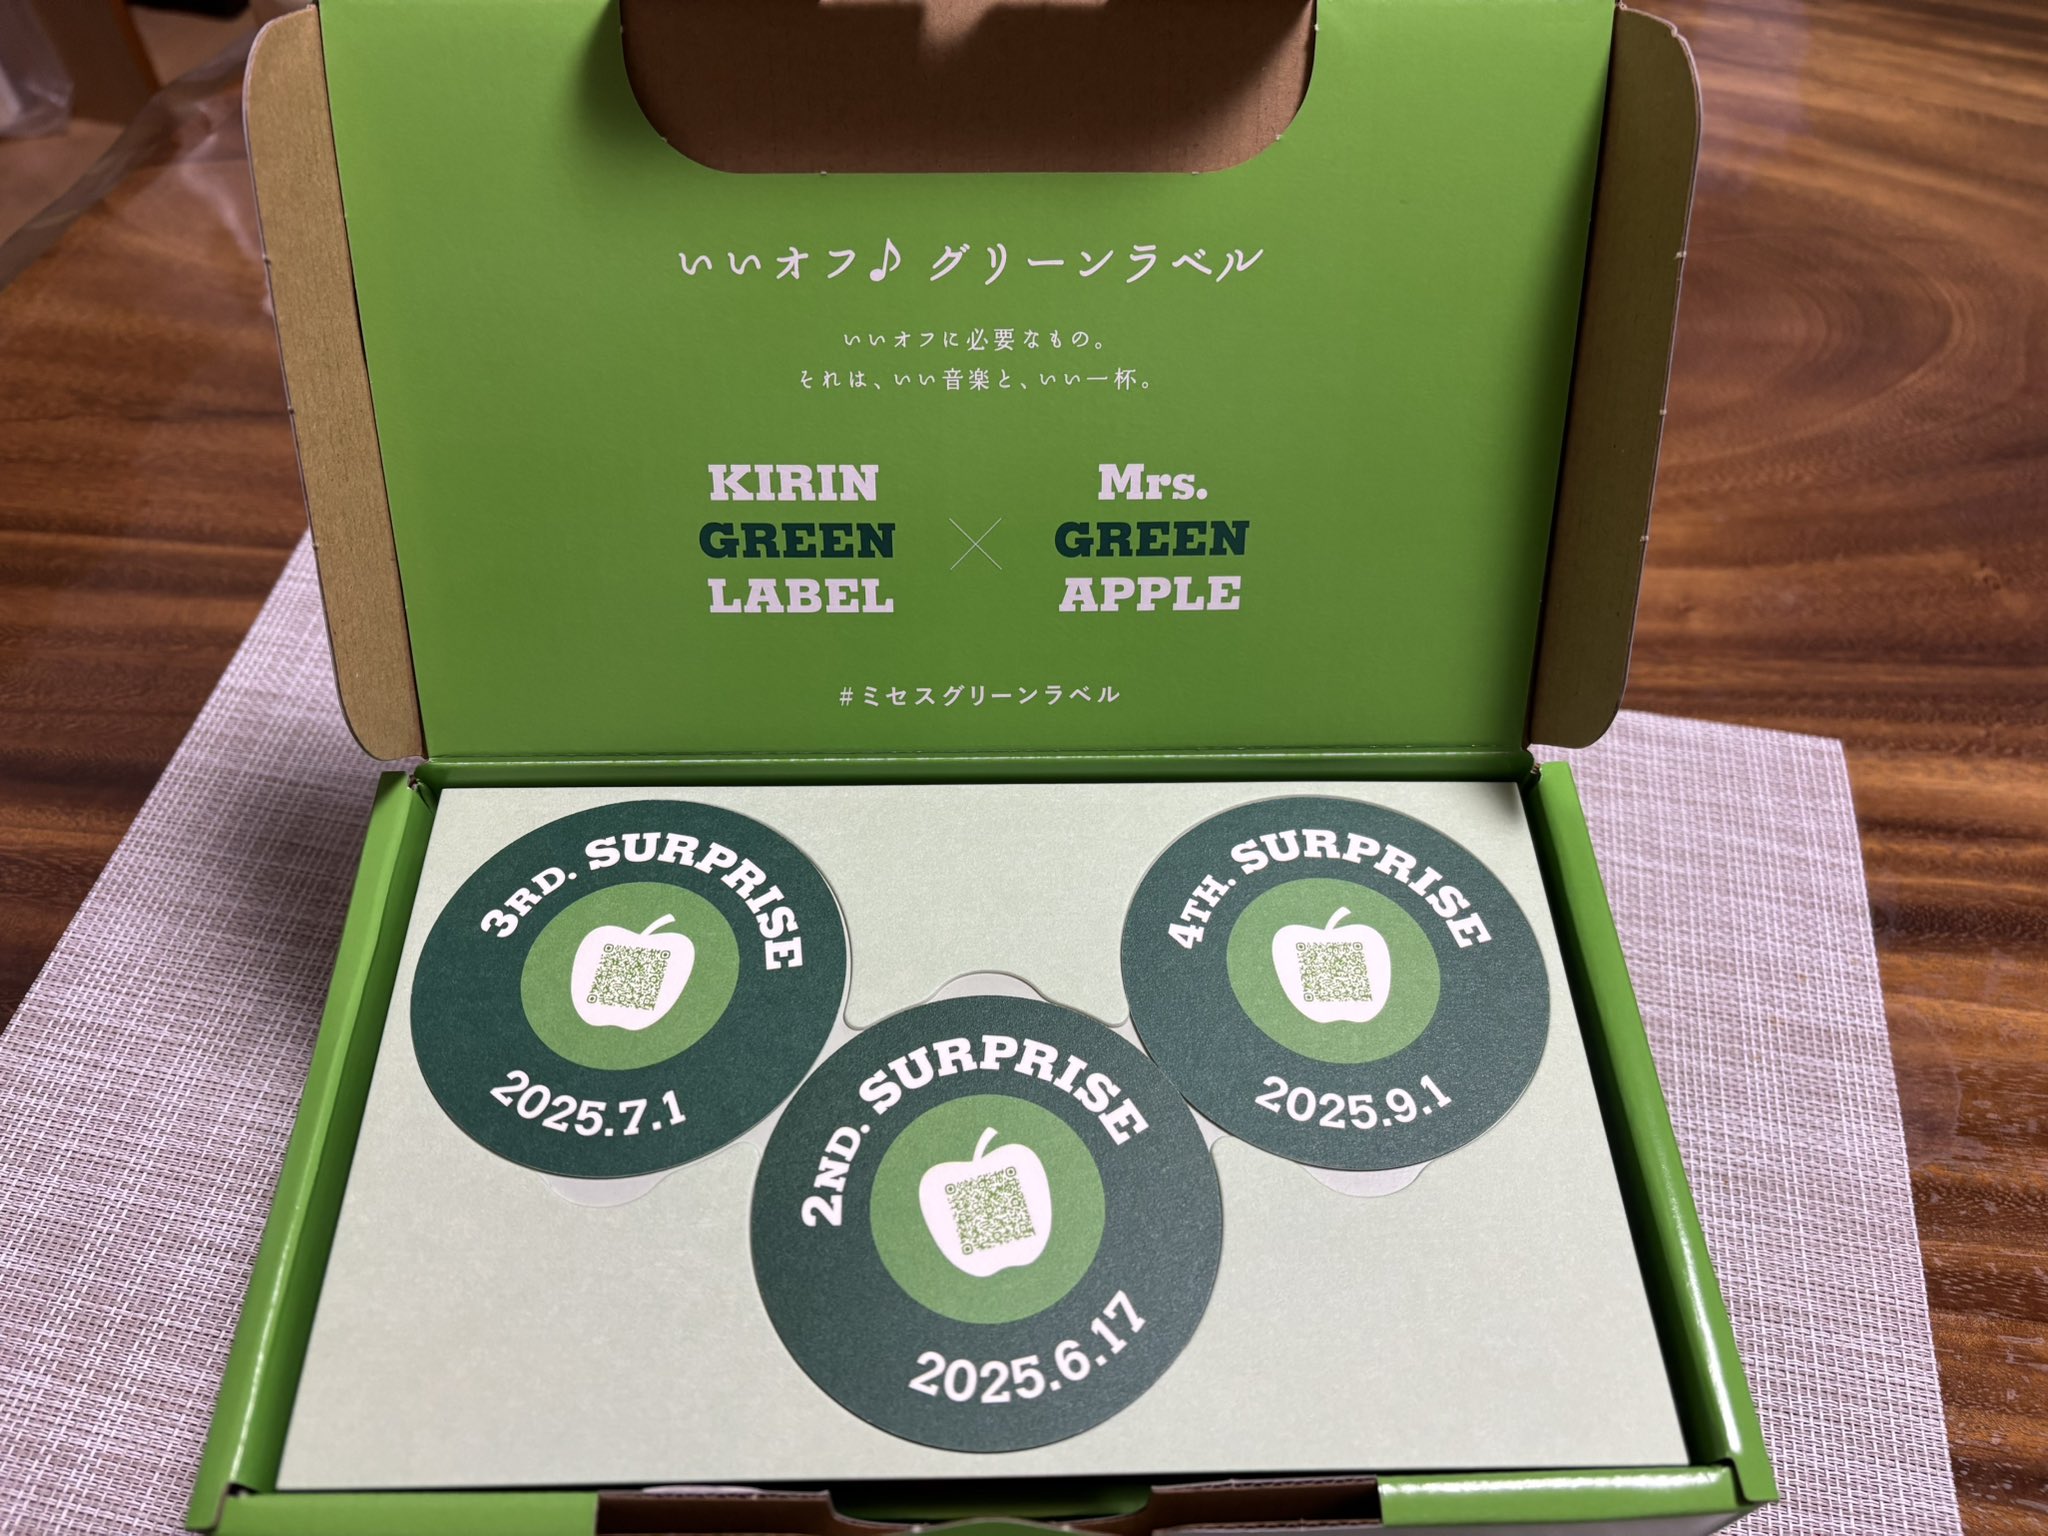 いいオフ♪ グリーンラベル
いいオフに必要なもの。
それは、いい音楽と、いい一杯。
KIRIN
GREEN
LABEL
×
Mrs.
GREEN
APPLE
#ミセスグリーンラベル
3RD. SURPRISE
2025.7.1
4TH. SURPRISE
2025.9.1
2ND. SURPRISE
2025.6.17